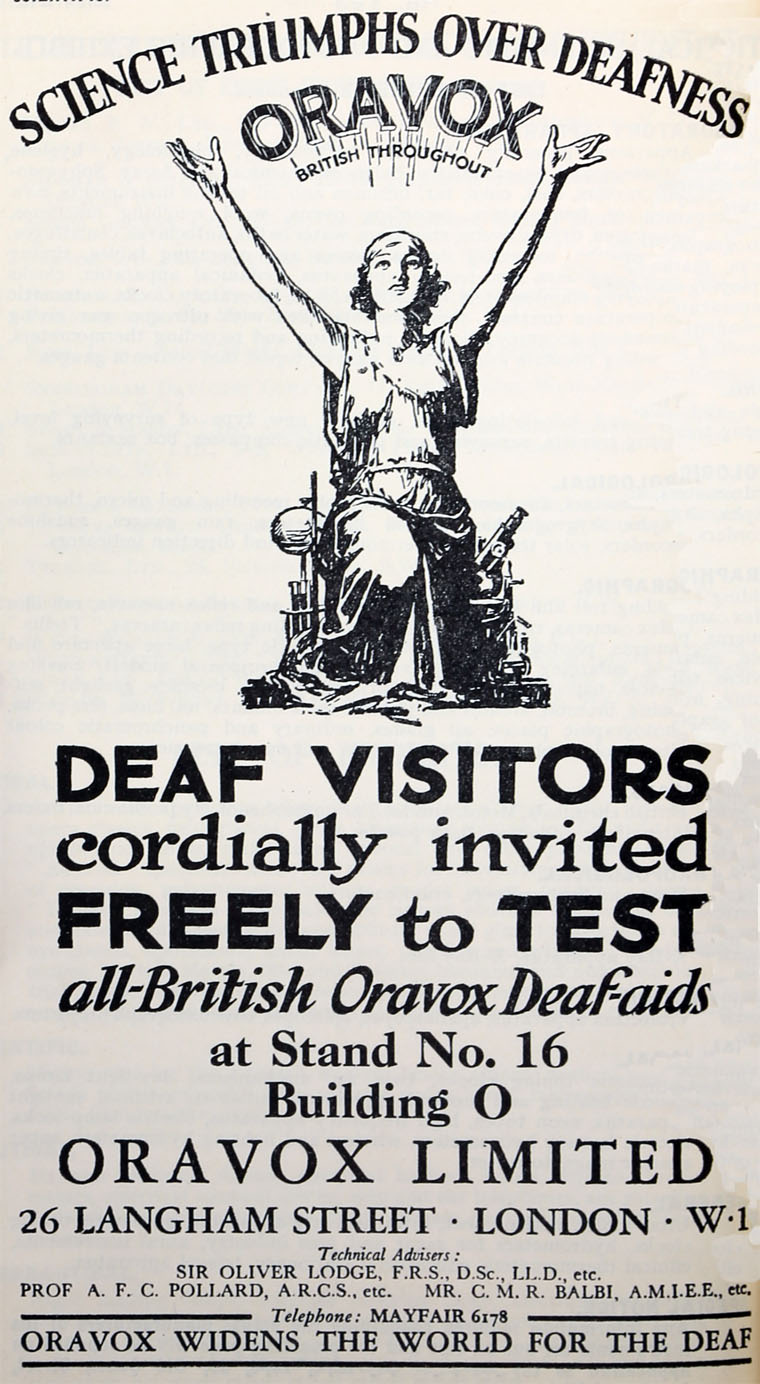 SCIENCE TRIUMPHS OVER DEAFNESS
ORAVOX
BRITISH THROUGHOUT
DEAF VISITORS
cordially invited
FREELY to TEST
all-British Oravox Deaf-aids
at Stand No. 16
Building O
ORAVOX LIMITED
26 LANGHAM STREET · LONDON · W·1
Technical Advisers:
SIR OLIVER LODGE, F.R.S., D.Sc., LL.D., etc.
PROF A. F. C. POLLARD, A.R.C.S., etc. MR. C. M. R. BALBI, A.M.I.E.E., etc.
Telephone: MAYFAIR 6178
ORAVOX WIDENS THE WORLD FOR THE DEAF